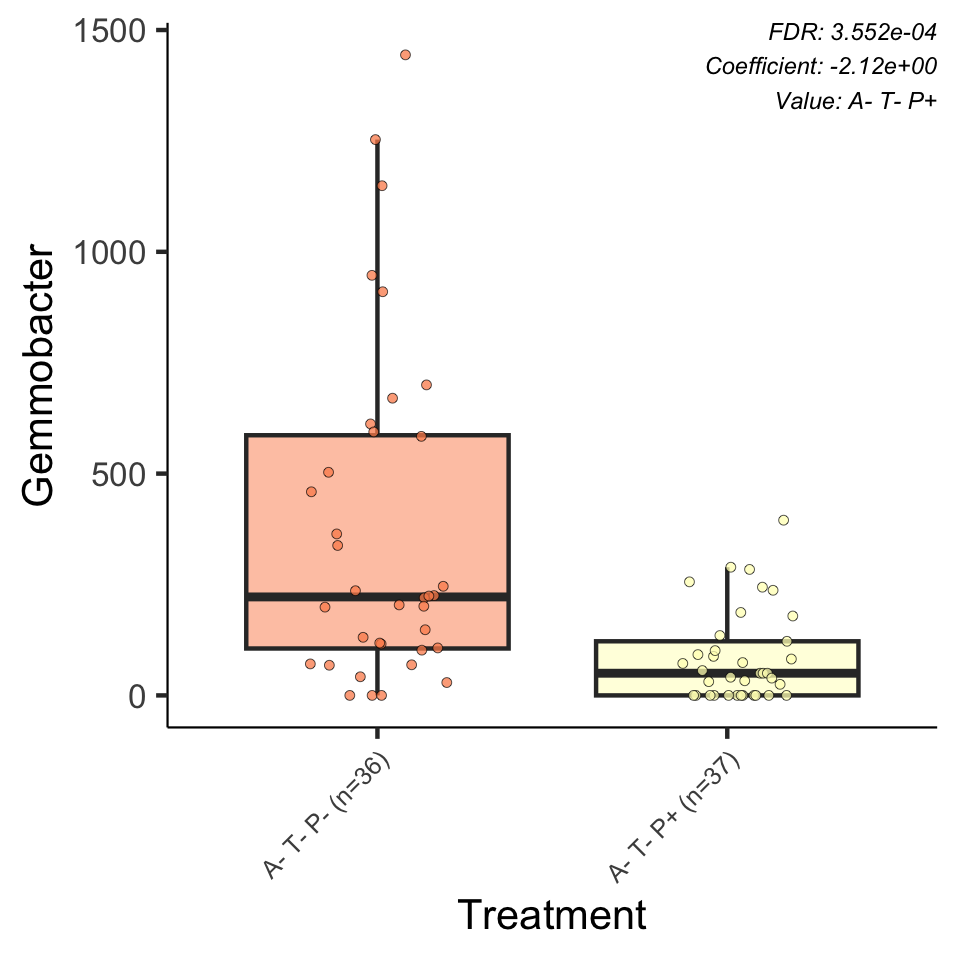 FDR: 3.552e-04
Coefficient: -2.12e+00
Value: A- T- P+
1500
1000
500
0
Gemmobacter
A- T- P- (n=36)
A- T- P+ (n=37)
Treatment